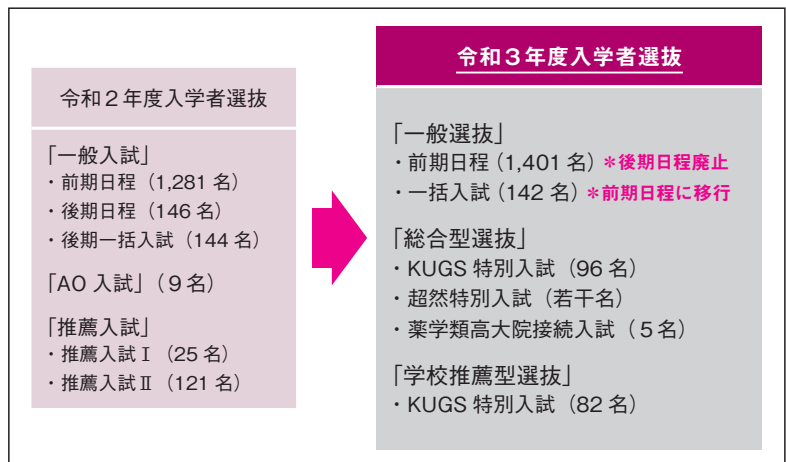 令和２年度入学者選抜
「一般入試」
・前期日程（1,281 名）
・後期日程（146 名）
・後期一括入試（144 名）
「AO 入試」（９名）
「推薦入試」
・推薦入試Ⅰ（25 名）
・推薦入試Ⅱ（121 名）
令和３年度入学者選抜
「一般選抜」
・前期日程（1,401 名）＊後期日程廃止
・一括入試（142 名）＊前期日程に移行
「総合型選抜」
・KUGS 特別入試（96 名）
・超然特別入試（若干名）
・薬学類高大院接続入試（５名）
「学校推薦型選抜」
・KUGS 特別入試（82 名）